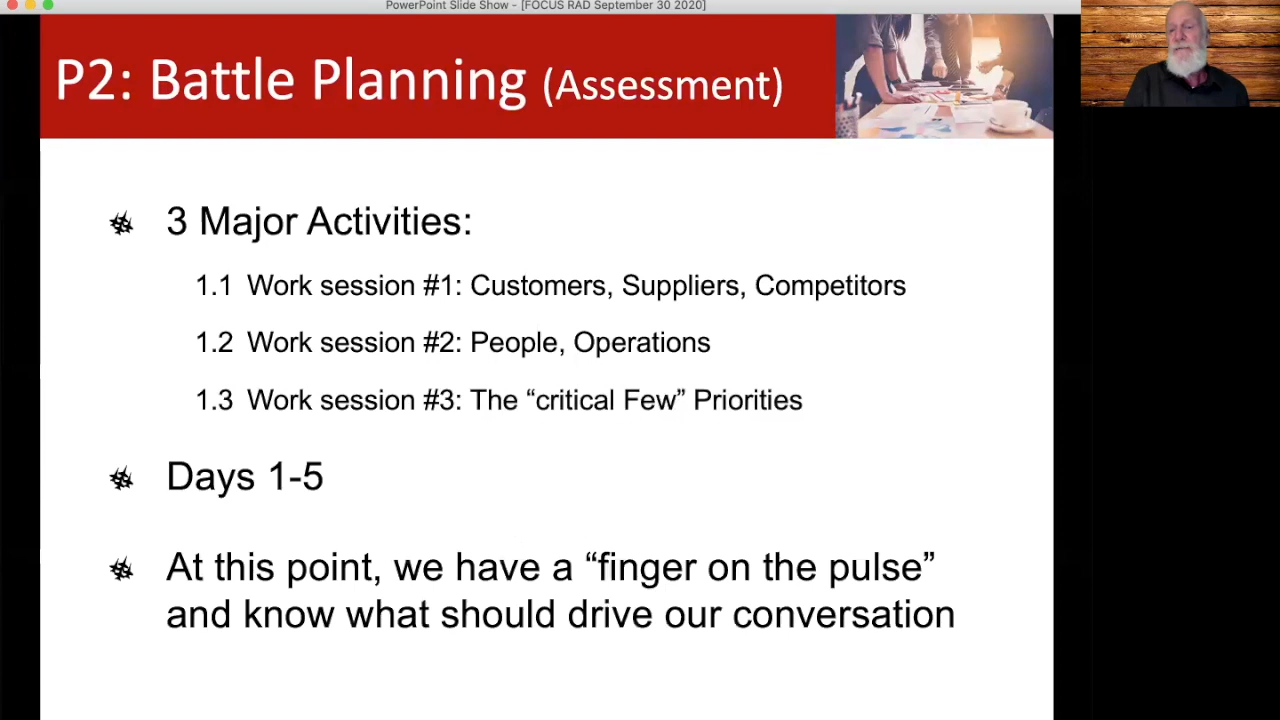 PowerPoint Slide Show - [FOCUS RAD September 30 2020]
P2: Battle Planning (Assessment)
3 Major Activities:
1.1 Work session #1: Customers, Suppliers, Competitors
1.2 Work session #2: People, Operations
1.3 Work session #3: The “critical Few” Priorities
Days 1-5
At this point, we have a “finger on the pulse”
and know what should drive our conversation